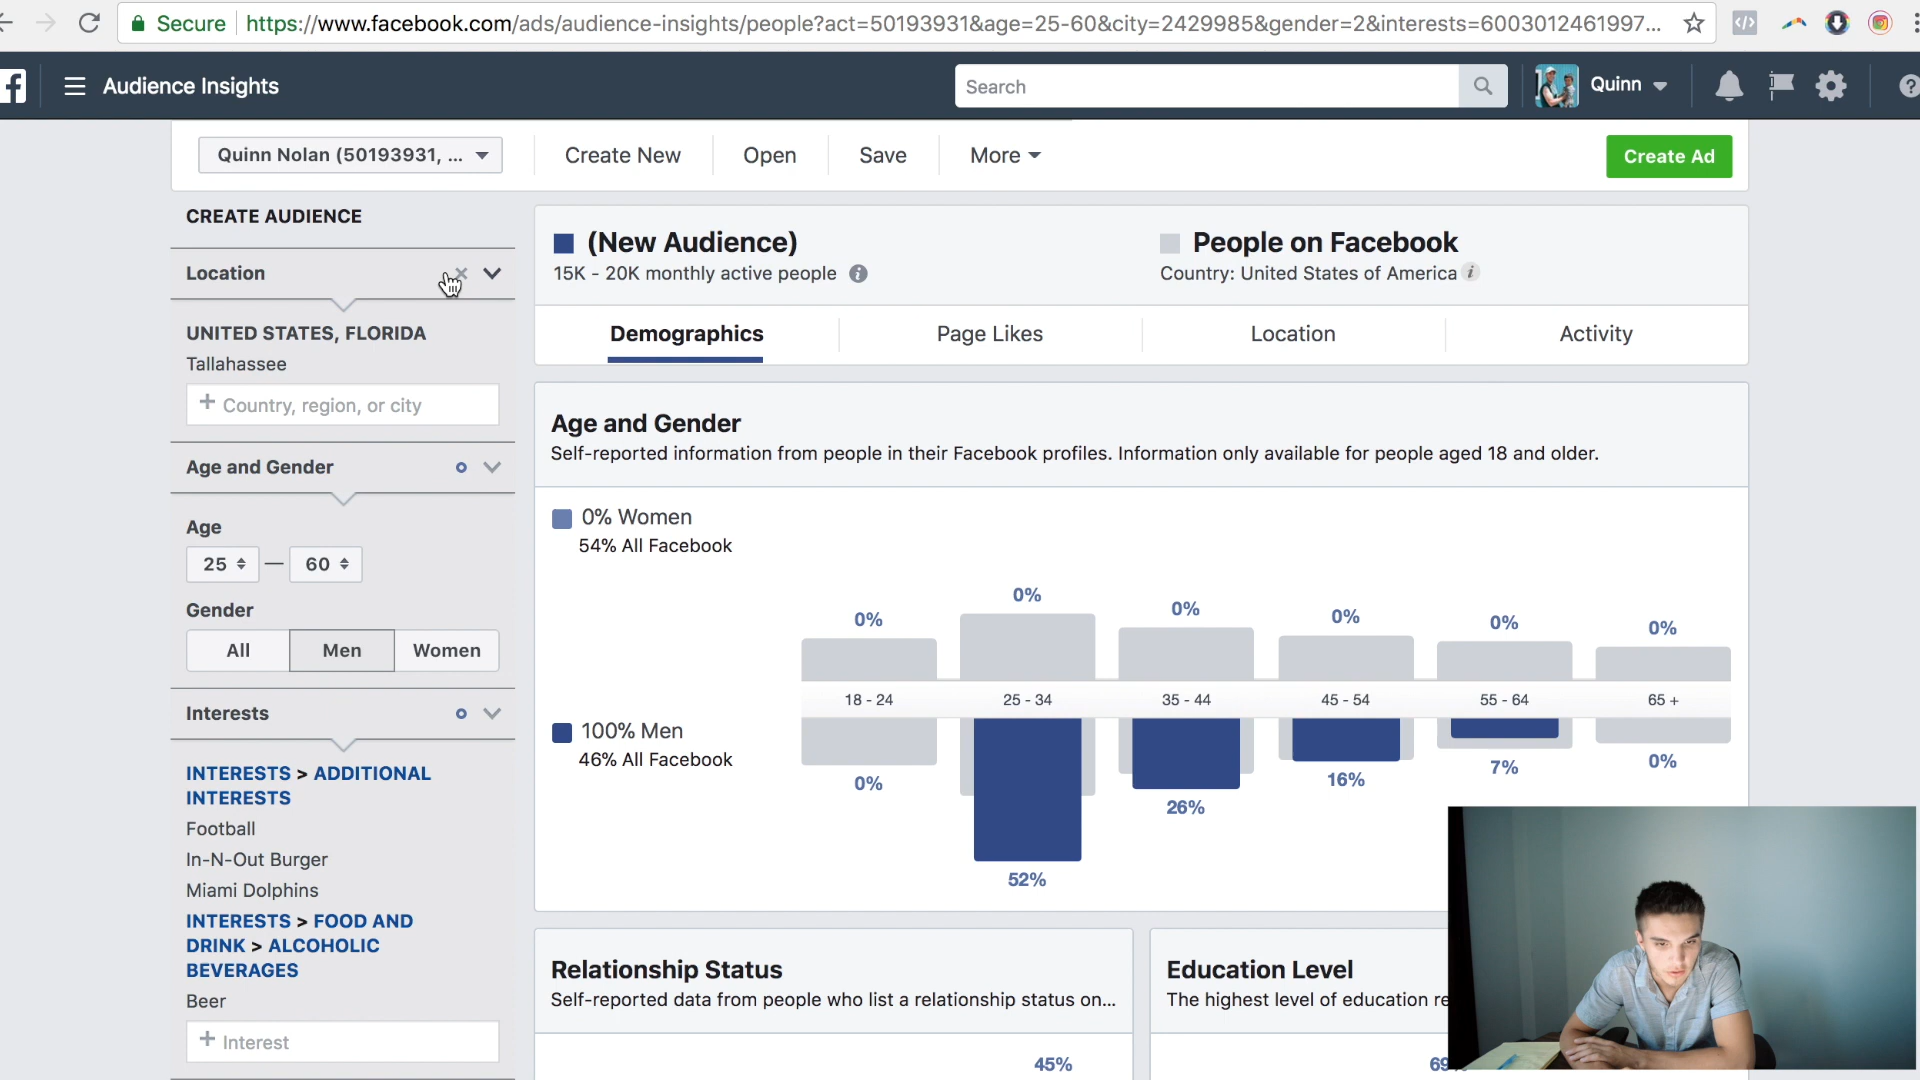 Secure https://www.facebook.com/ads/audience-insights/people?act=50193931&age=25-60&city=2429985&gender=2&interests=6003012461997...
Audience Insights
Search
Quinn
Quinn Nolan (50193931, ...
Create New
Open
Save
More
Create Ad
CREATE AUDIENCE
Location
UNITED STATES, FLORIDA
Tallahassee
+ Country, region, or city
Age and Gender
Age
25 — 60
Gender
All Men Women
Interests
INTERESTS > ADDITIONAL
INTERESTS
Football
In-N-Out Burger
Miami Dolphins
INTERESTS > FOOD AND
DRINK > ALCOHOLIC
BEVERAGES
Beer
+ Interest
(New Audience)
15K - 20K monthly active people
People on Facebook
Country: United States of America
Demographics Page Likes Location Activity
Age and Gender
Self-reported information from people in their Facebook profiles. Information only available for people aged 18 and older.
0% Women
54% All Facebook
0% 0% 0% 0% 0% 0%
18 - 24 25 - 34 35 - 44 45 - 54 55 - 64 65 +
100% Men
46% All Facebook
0% 52% 26% 16% 7% 0%
Relationship Status
Self-reported data from people who list a relationship status on...
45%
Education Level
The highest level of education